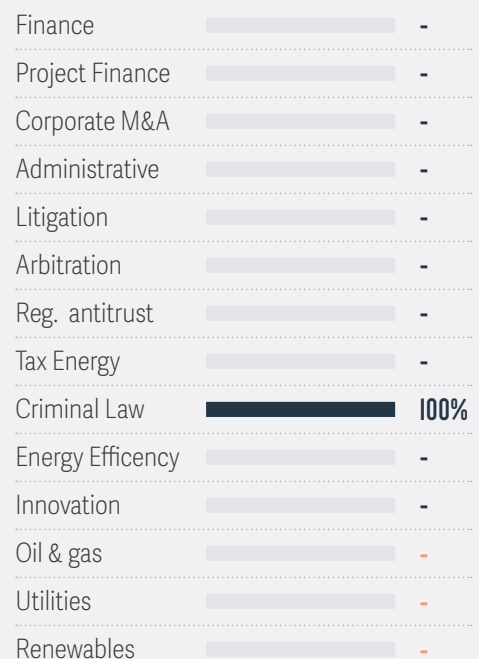 Finance -
Project Finance -
Corporate M&A -
Administrative -
Litigation -
Arbitration -
Reg. antitrust -
Tax Energy -
Criminal Law 100%
Energy Efficency -
Innovation -
Oil & gas -
Utilities -
Renewables -